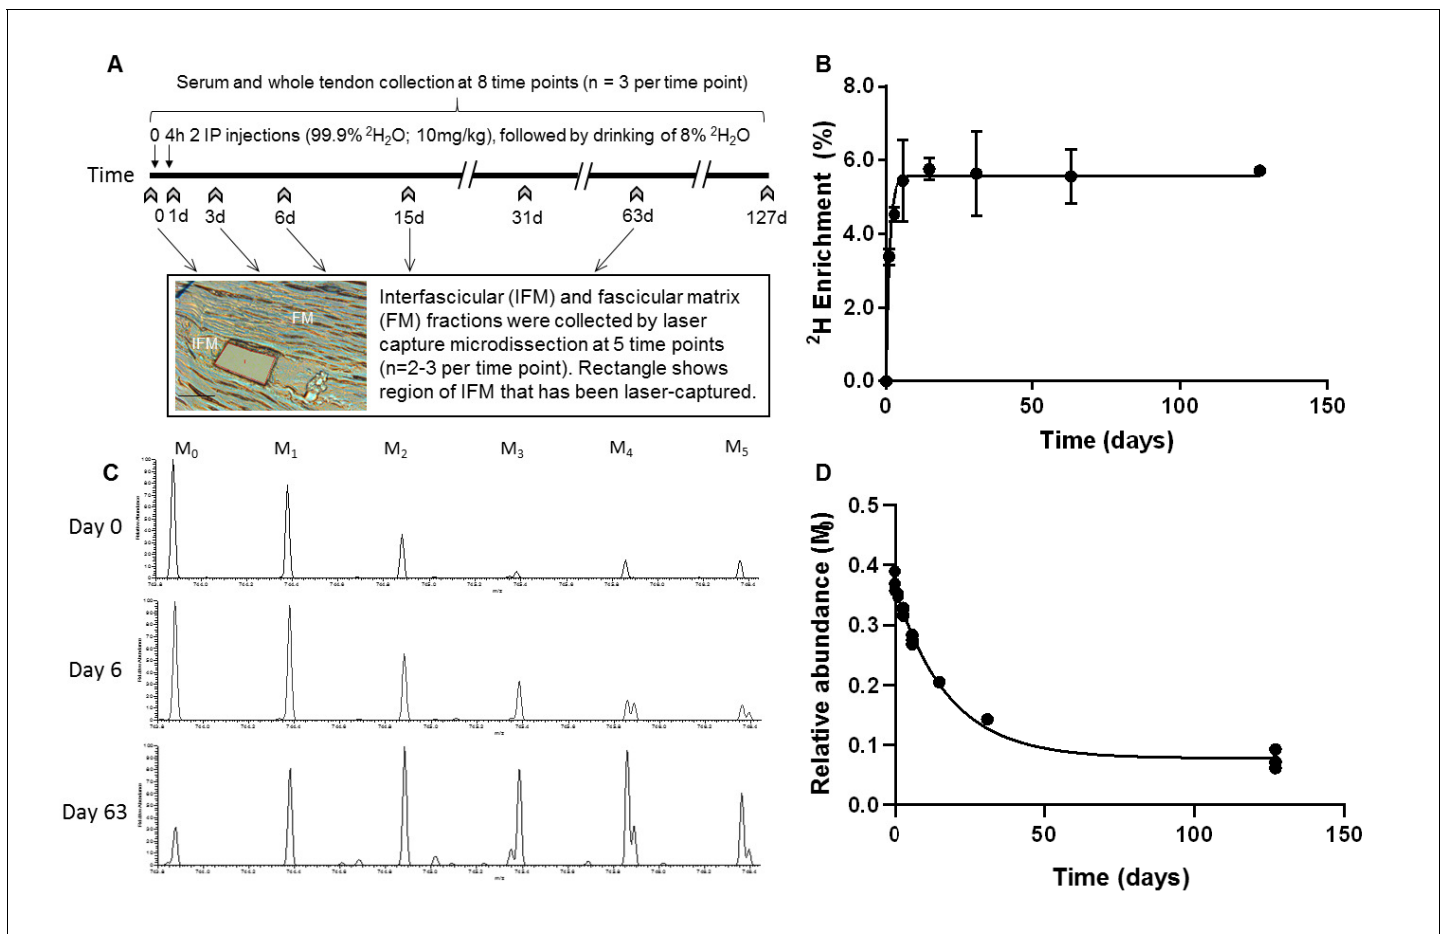 A
Serum and whole tendon collection at 8 time points (n = 3 per time point)
0 4h 2 IP injections (99.9% ²H₂O; 10mg/kg), followed by drinking of 8% ²H₂O
Time
0 1d 3d 6d 15d 31d 63d 127d
FM
IFM
Interfascicular (IFM) and fascicular matrix
(FM) fractions were collected by laser
capture microdissection at 5 time points
(n=2-3 per time point). Rectangle shows
region of IFM that has been laser-captured.
B
²H Enrichment (%)
8.0
6.0
4.0
2.0
0.0
0 50 100 150
Time (days)
C
M₀ M₁ M₂ M₃ M₄ M₅
Day 0
Day 6
Day 63
D
Relative abundance (M₀)
0.5
0.4
0.3
0.2
0.1
0.0
0 50 100 150
Time (days)